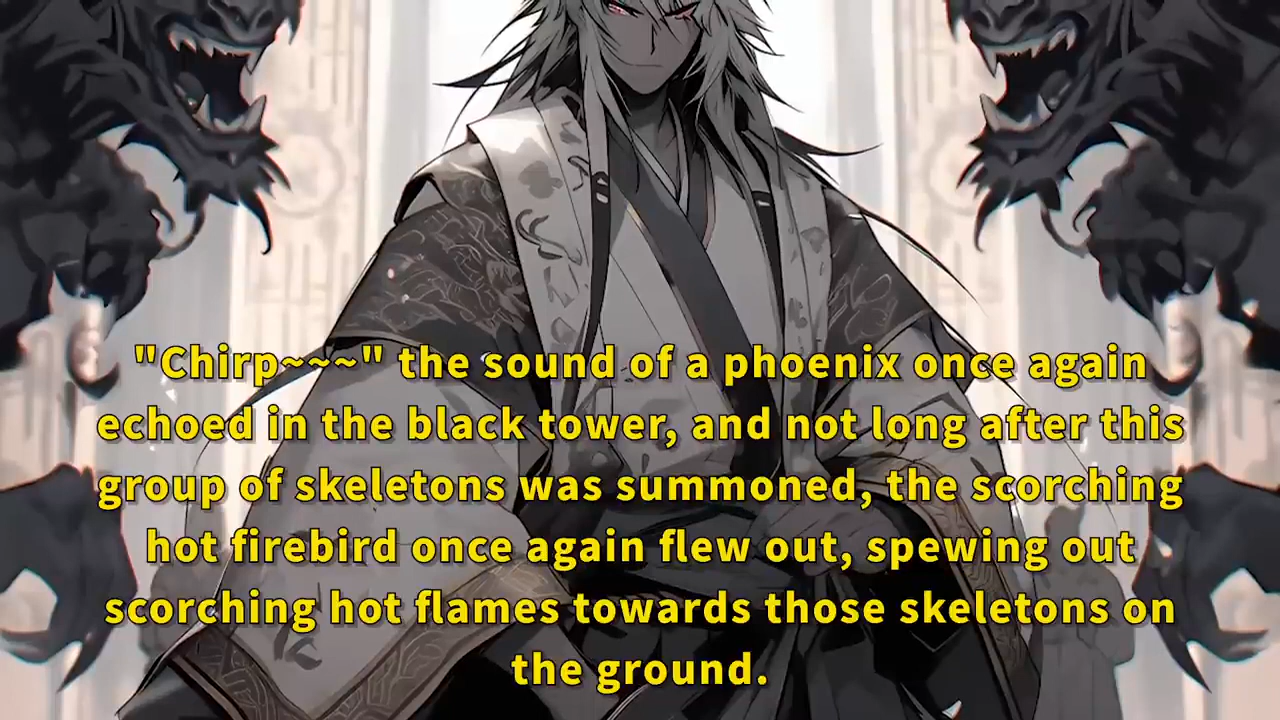 "Chirp~~~" the sound of a phoenix once again
echoed in the black tower, and not long after this
group of skeletons was summoned, the scorching
hot firebird once again flew out, spewing out
scorching hot flames towards those skeletons on
the ground.